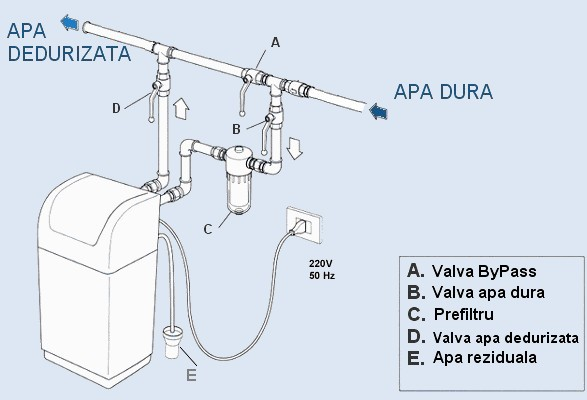 APA
DEDURIZATA
A
APA DURA
D
B
C
220V
50 Hz
E
A. Valva ByPass
B. Valva apa dura
C. Prefiltru
D. Valva apa dedurizata
E. Apa reziduala